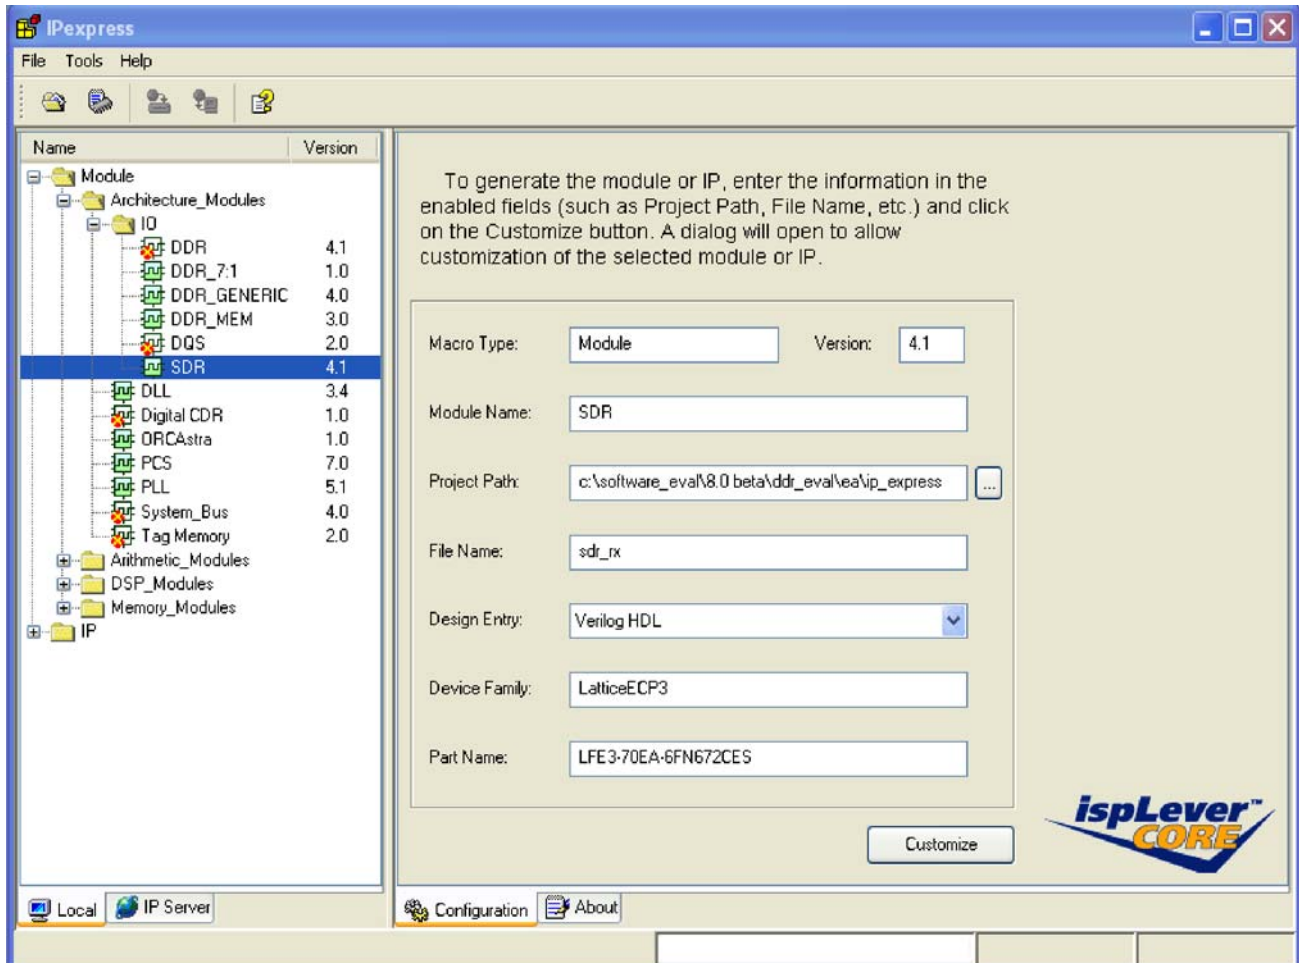 IPexpress
File Tools Help
Name Version
Module
Architecture_Modules
IO
DDR 4.1
DDR_7:1 1.0
DDR_GENERIC 4.0
DDR_MEM 3.0
DQS 2.0
SDR 4.1
DLL 3.4
Digital CDR 1.0
ORCAstra 1.0
PCS 7.0
PLL 5.1
System_Bus 4.0
Tag Memory 2.0
Arithmetic_Modules
DSP_Modules
Memory_Modules
IP
Local IP Server
To generate the module or IP, enter the information in the
enabled fields (such as Project Path, File Name, etc.) and click
on the Customize button. A dialog will open to allow
customization of the selected module or IP.
Macro Type: Module Version: 4.1
Module Name: SDR
Project Path: c:\software_eval\8.0 beta\ddr_eval\ea\ip_express ...
File Name: sdr_rx
Design Entry: Verilog HDL
Device Family: LatticeECP3
Part Name: LFE3-70EA-6FN672CES
Customize
ispLever™
CORE
Configuration About